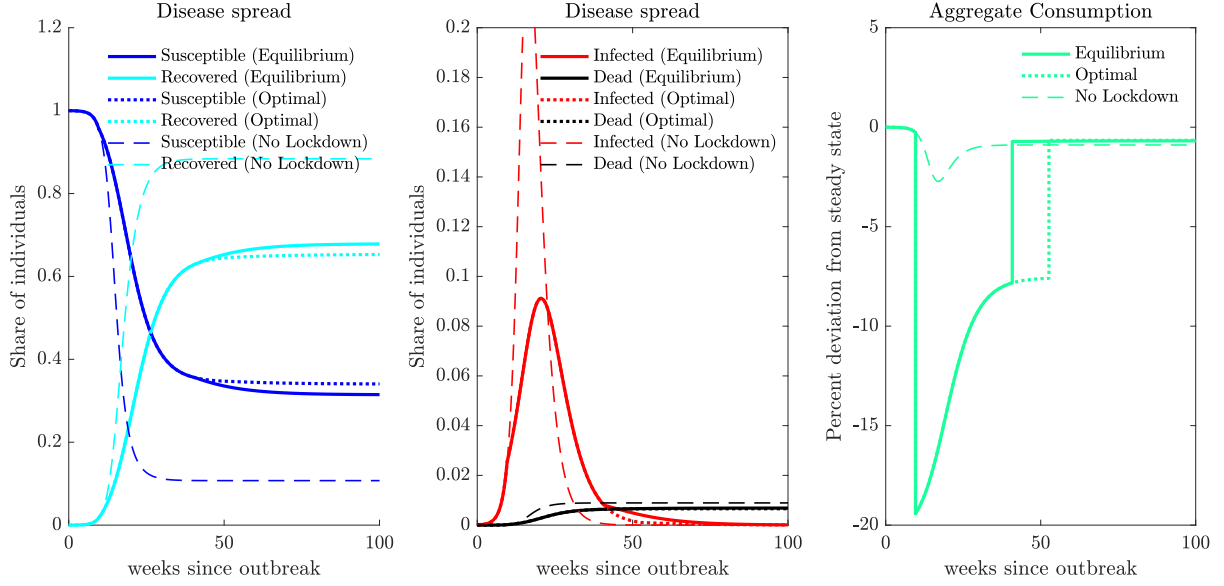 Disease spread
1.2
1
0.8
0.6
0.4
0.2
0
Share of individuals
Susceptible (Equilibrium)
Recovered (Equilibrium)
Susceptible (Optimal)
Recovered (Optimal)
Susceptible (No Lockdown)
Recovered (No Lockdown)
0
50
100
weeks since outbreak
Disease spread
0.2
0.18
0.16
0.14
0.12
0.1
0.08
0.06
0.04
0.02
0
Share of individuals
Infected (Equilibrium)
Dead (Equilibrium)
Infected (Optimal)
Dead (Optimal)
Infected (No Lockdown)
Dead (No Lockdown)
0
50
100
weeks since outbreak
Aggregate Consumption
5
0
-5
-10
-15
-20
Percent deviation from steady state
Equilibrium
Optimal
No Lockdown
0
50
100
weeks since outbreak